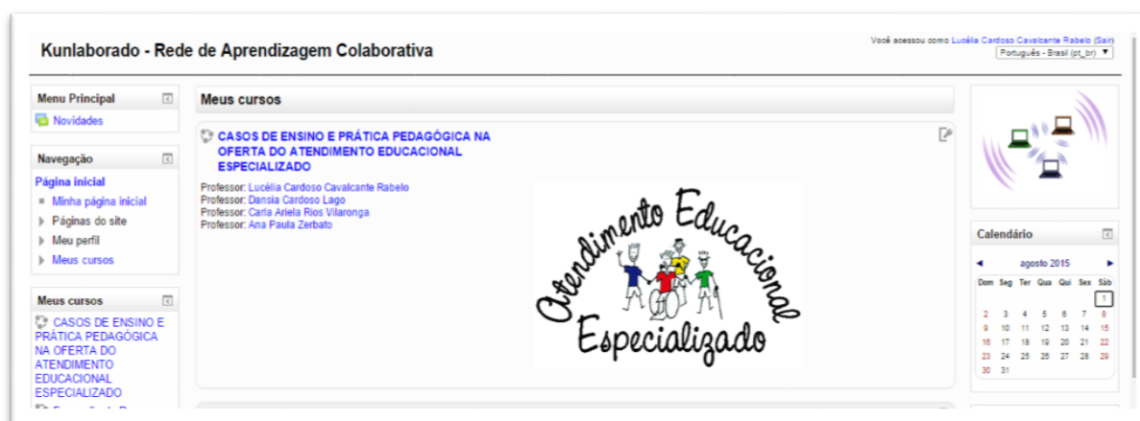 Kunlaborado - Rede de Aprendizagem Colaborativa
Você acessou como Lucélia Cardoso Cavalcante Rabelo (Sair)
Português - Brasil (pt_br)
Menu Principal
Novidades
Navegação
Página inicial
Minha página inicial
Páginas do site
Meu perfil
Meus cursos
Meus cursos
CASOS DE ENSINO E
PRÁTICA PEDAGÓGICA
NA OFERTA DO
ATENDIMENTO
EDUCACIONAL
ESPECIALIZADO
Meus cursos
CASOS DE ENSINO E PRÁTICA PEDAGÓGICA NA
OFERTA DO ATENDIMENTO EDUCACIONAL
ESPECIALIZADO
Professor: Lucélia Cardoso Cavalcante Rabelo
Professor: Dansia Cardoso Lago
Professor: Carla Ariela Rios Vilaronga
Professor: Ana Paula Zerbato
Atendimento Educacional
Especializado
Calendário
agosto 2015
Dom Seg Ter Qua Qui Sex Sáb
1
2 3 4 5 6 7 8
9 10 11 12 13 14 15
16 17 18 19 20 21 22
23 24 25 26 27 28 29
30 31